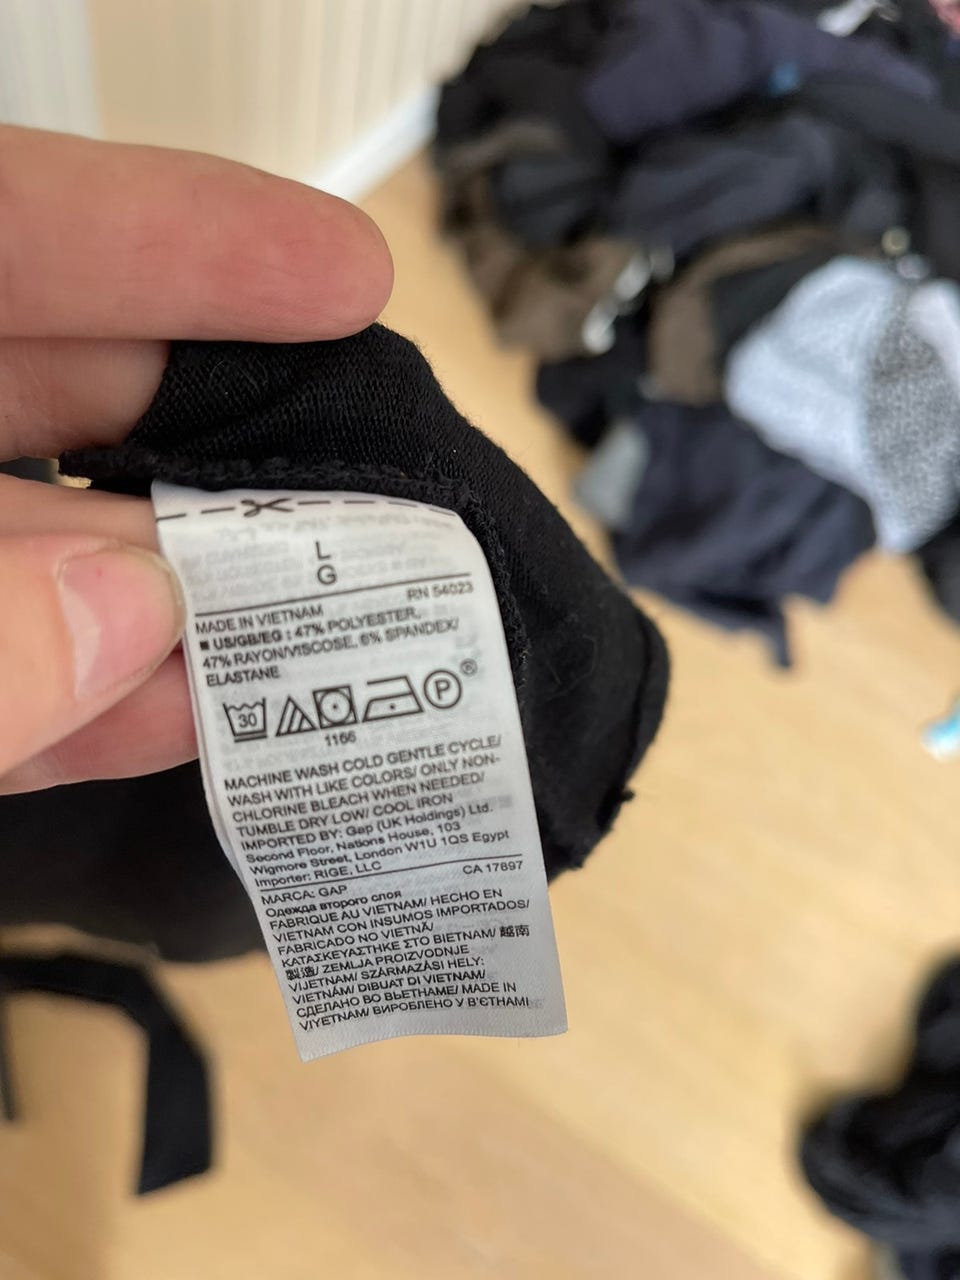 L
G
RN 54023
MADE IN VIETNAM
■ US/GB/EG : 47% POLYESTER,
47% RAYON/VISCOSE, 6% SPANDEX/
ELASTANE
30
P
®
1166
MACHINE WASH COLD GENTLE CYCLE/
WASH WITH LIKE COLORS/ ONLY NON-
CHLORINE BLEACH WHEN NEEDED/
TUMBLE DRY LOW/ COOL IRON
IMPORTED BY: Gap (UK Holdings) Ltd.
Second Floor, Nations House, 103
Wigmore Street, London W1U 1QS Egypt
Importer: RIGE, LLC
CA 17897
MARCA: GAP
Одежда второго слоя
FABRIQUE AU VIETNAM/ HECHO EN
VIETNAM CON INSUMOS IMPORTADOS/
FABRICADO NO VIETNÃ/
ΚΑΤΑΣΚΕΥΑΣΤΗΚΕ ΣΤΟ ΒΙΕΤΝΑΜ/ 越南
製造/ ZEMLJA PROIZVODNJE
VIJETNAM/ SZÁRMAZÁSI HELY:
VIETNÁM/ DIBUAT DI VIETNAM/
СДЕЛАНО ВО ВЬЕТНАМЕ/ MADE IN
VIYETNAM/ ВИРОБЛЕНО У В'ЄТНАМІ